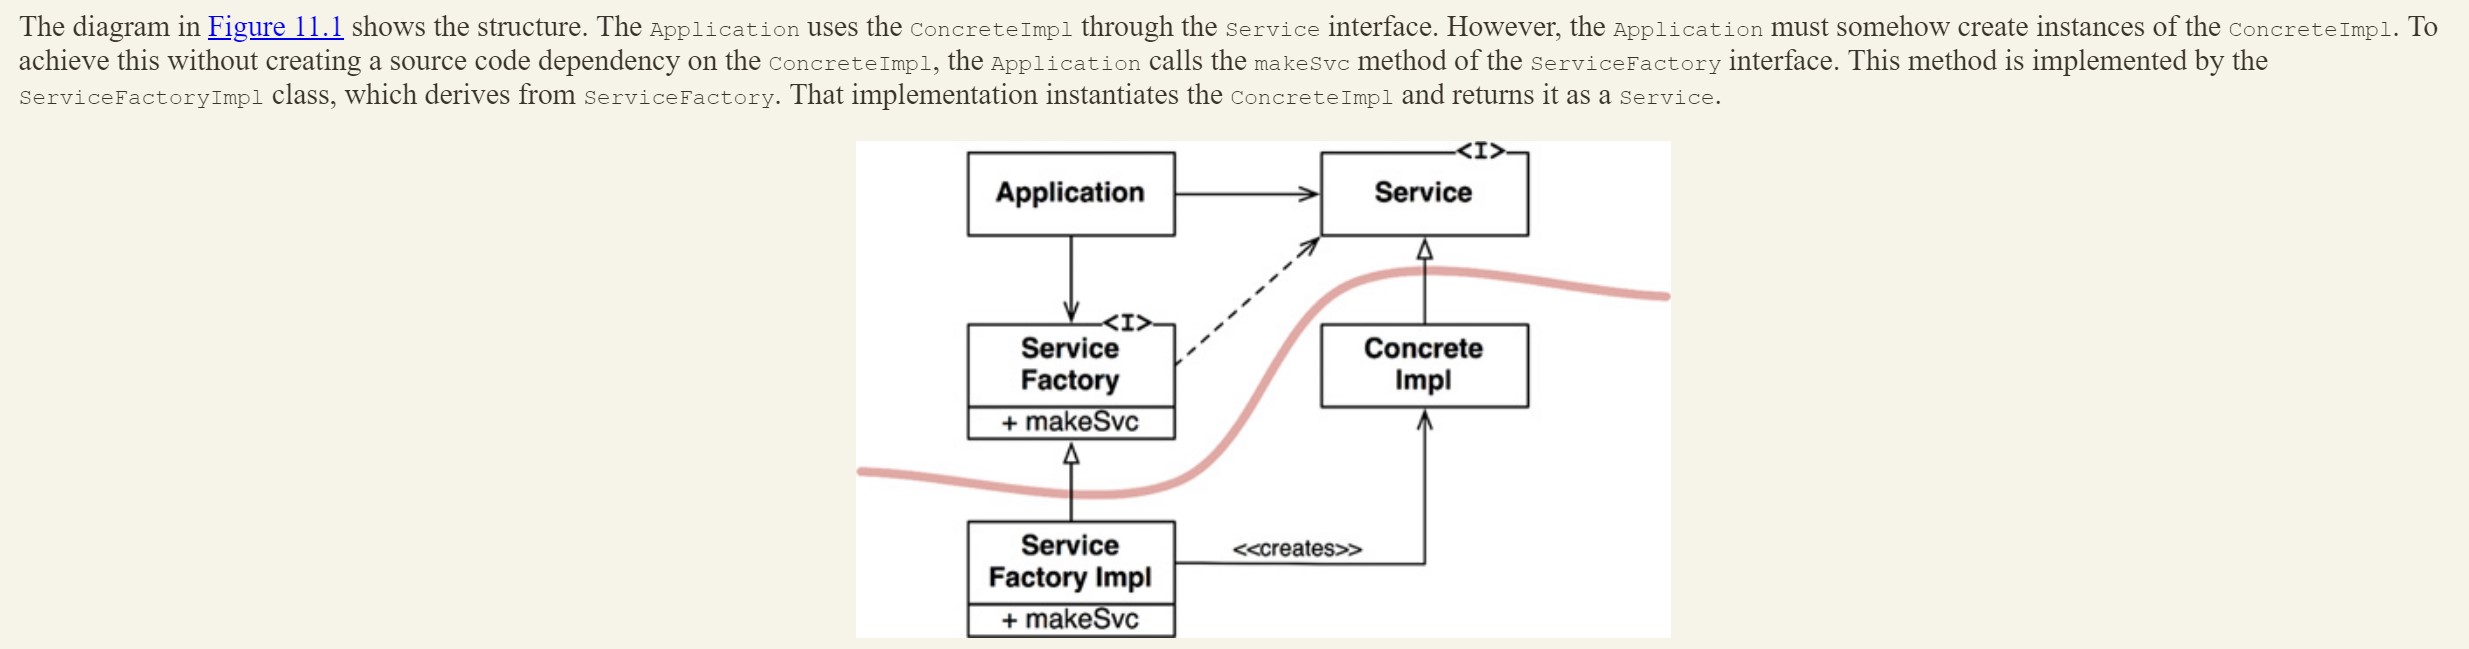 The diagram in Figure 11.1 shows the structure. The Application uses the ConcreteImpl through the Service interface. However, the Application must somehow create instances of the ConcreteImpl. To
achieve this without creating a source code dependency on the ConcreteImpl, the Application calls the makeSvc method of the ServiceFactory interface. This method is implemented by the
ServiceFactoryImpl class, which derives from ServiceFactory. That implementation instantiates the ConcreteImpl and returns it as a Service.
<I>
Application
Service
<I>
Service
Factory
+ makeSvc
Concrete
Impl
Service
Factory Impl
+ makeSvc
<<creates>>